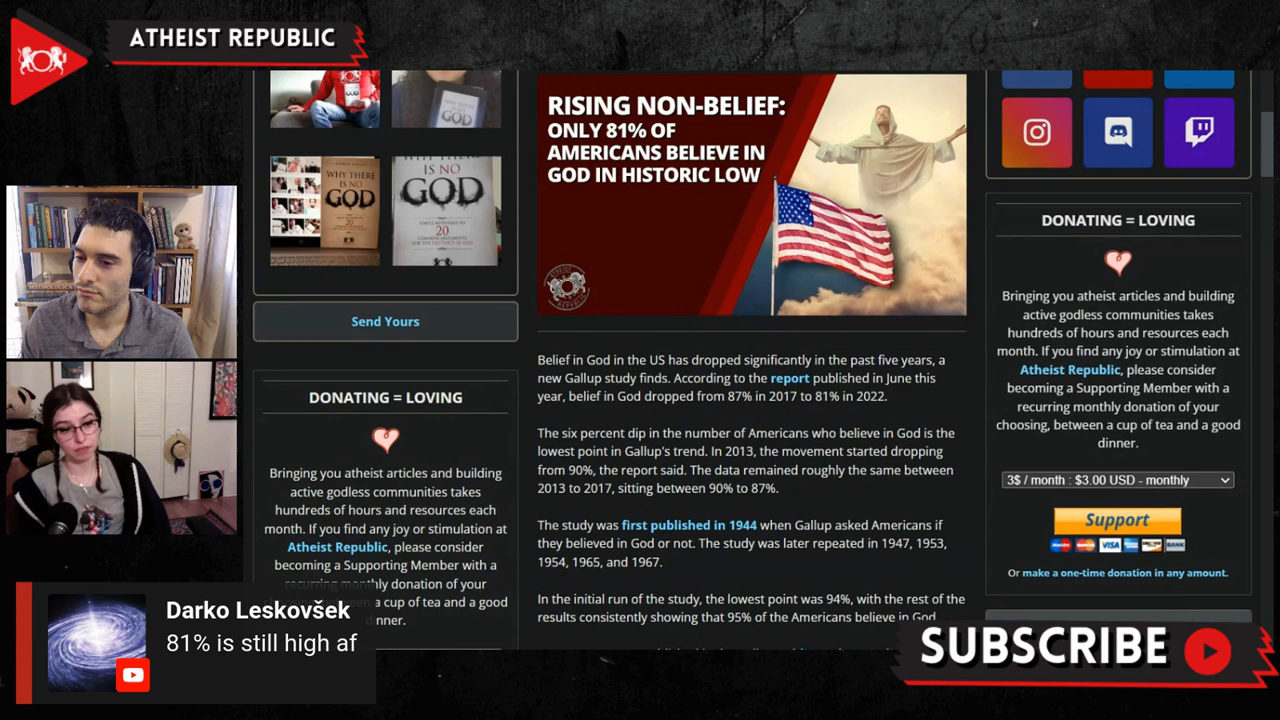 ATHEIST REPUBLIC
WHY THERE
IS NO
GOD
WHY THERE
IS NO
GOD
20
Send Yours
DONATING = LOVING
Bringing you atheist articles and building
active godless communities takes
hundreds of hours and resources each
month. If you find any joy or stimulation at
Atheist Republic, please consider
becoming a Supporting Member with a
recurring monthly donation of your
a cup of tea and a good
dinner.
RISING NON-BELIEF:
ONLY 81% OF
AMERICANS BELIEVE IN
GOD IN HISTORIC LOW
Belief in God in the US has dropped significantly in the past five years, a
new Gallup study finds. According to the report published in June this
year, belief in God dropped from 87% in 2017 to 81% in 2022.
The six percent dip in the number of Americans who believe in God is the
lowest point in Gallup's trend. In 2013, the movement started dropping
from 90%, the report said. The data remained roughly the same between
2013 to 2017, sitting between 90% to 87%.
The study was first published in 1944 when Gallup asked Americans if
they believed in God or not. The study was later repeated in 1947, 1953,
1954, 1965, and 1967.
In the initial run of the study, the lowest point was 94%, with the rest of the
results consistently showing that 95% of the Americans believe in God
DONATING = LOVING
Bringing you atheist articles and building
active godless communities takes
hundreds of hours and resources each
month. If you find any joy or stimulation at
Atheist Republic, please consider
becoming a Supporting Member with a
recurring monthly donation of your
choosing, between a cup of tea and a good
dinner.
3$ / month : $3.00 USD - monthly
Support
VISA
BANK
Or make a one-time donation in any amount.
Darko Leskovšek
81% is still high af
SUBSCRIBE